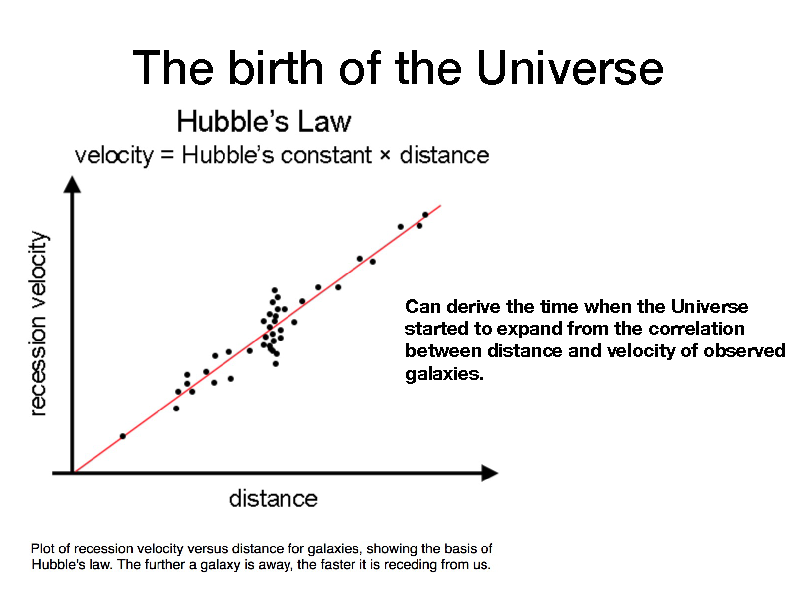 The birth of the Universe
Hubble's Law
velocity = Hubble's constant × distance
recession velocity
Can derive the time when the Universe
started to expand from the correlation
between distance and velocity of observed
galaxies.
distance
Plot of recession velocity versus distance for galaxies, showing the basis of
Hubble's law. The further a galaxy is away, the faster it is receding from us.